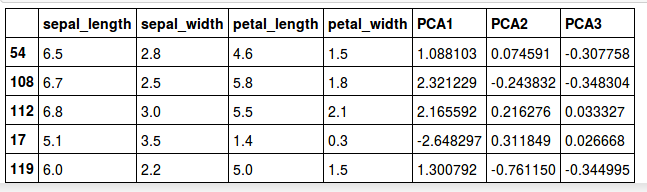 sepal_length sepal_width petal_length petal_width PCA1 PCA2 PCA3
54 6.5 2.8 4.6 1.5 1.088103 0.074591 -0.307758
108 6.7 2.5 5.8 1.8 2.321229 -0.243832 -0.348304
112 6.8 3.0 5.5 2.1 2.165592 0.216276 0.033327
17 5.1 3.5 1.4 0.3 -2.648297 0.311849 0.026668
119 6.0 2.2 5.0 1.5 1.300792 -0.761150 -0.344995